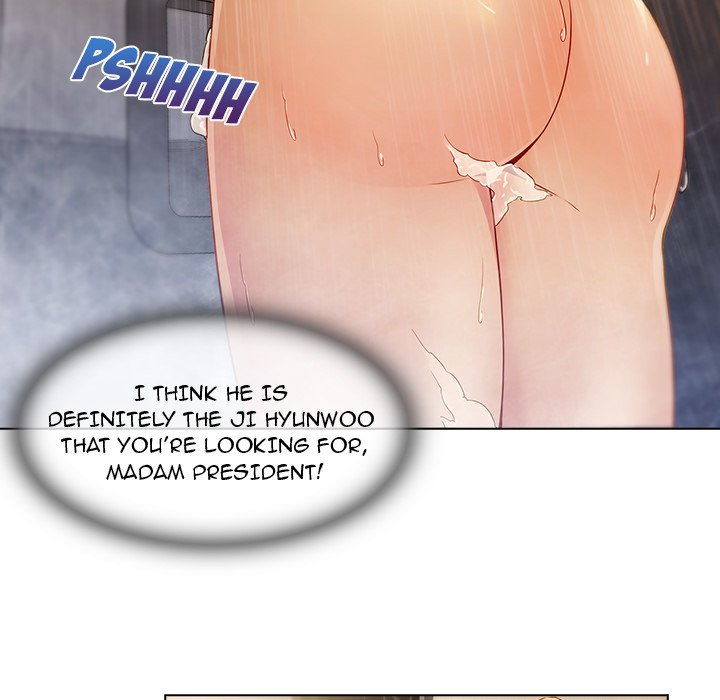 PSHHHH
I THINK HE IS
DEFINITELY THE JI HYUNWOO
THAT YOU'RE LOOKING FOR,
MADAM PRESIDENT!